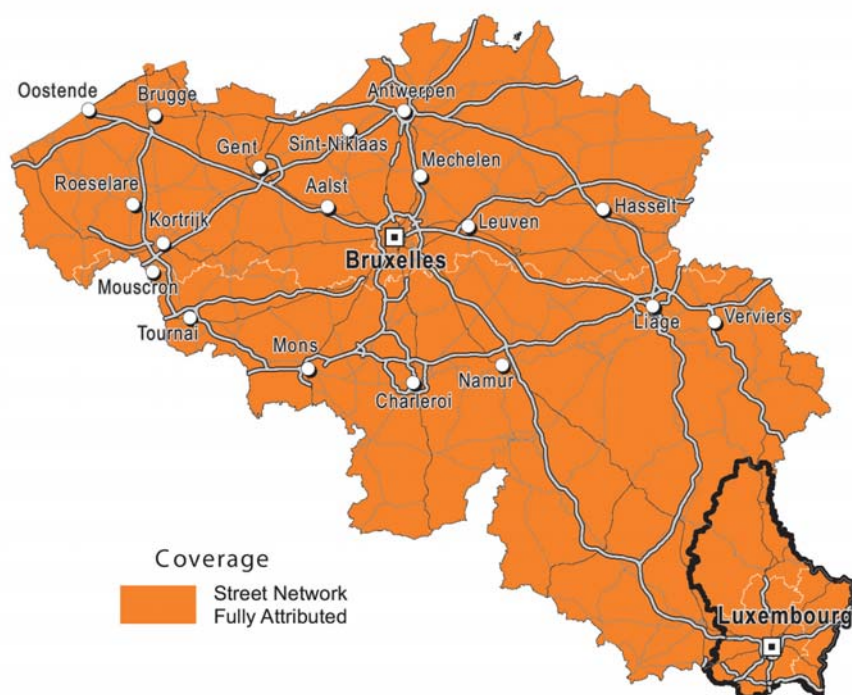 Oostende
Brugge
Antwerpen
Gent
Sint-Niklaas
Mechelen
Roeselare
Aalst
Hasselt
Kortrijk
Leuven
Bruxelles
Mouscron
Tournai
Liage
Verviers
Mons
Namur
Charleroi
Coverage
Street Network
Fully Attributed
Luxembourg